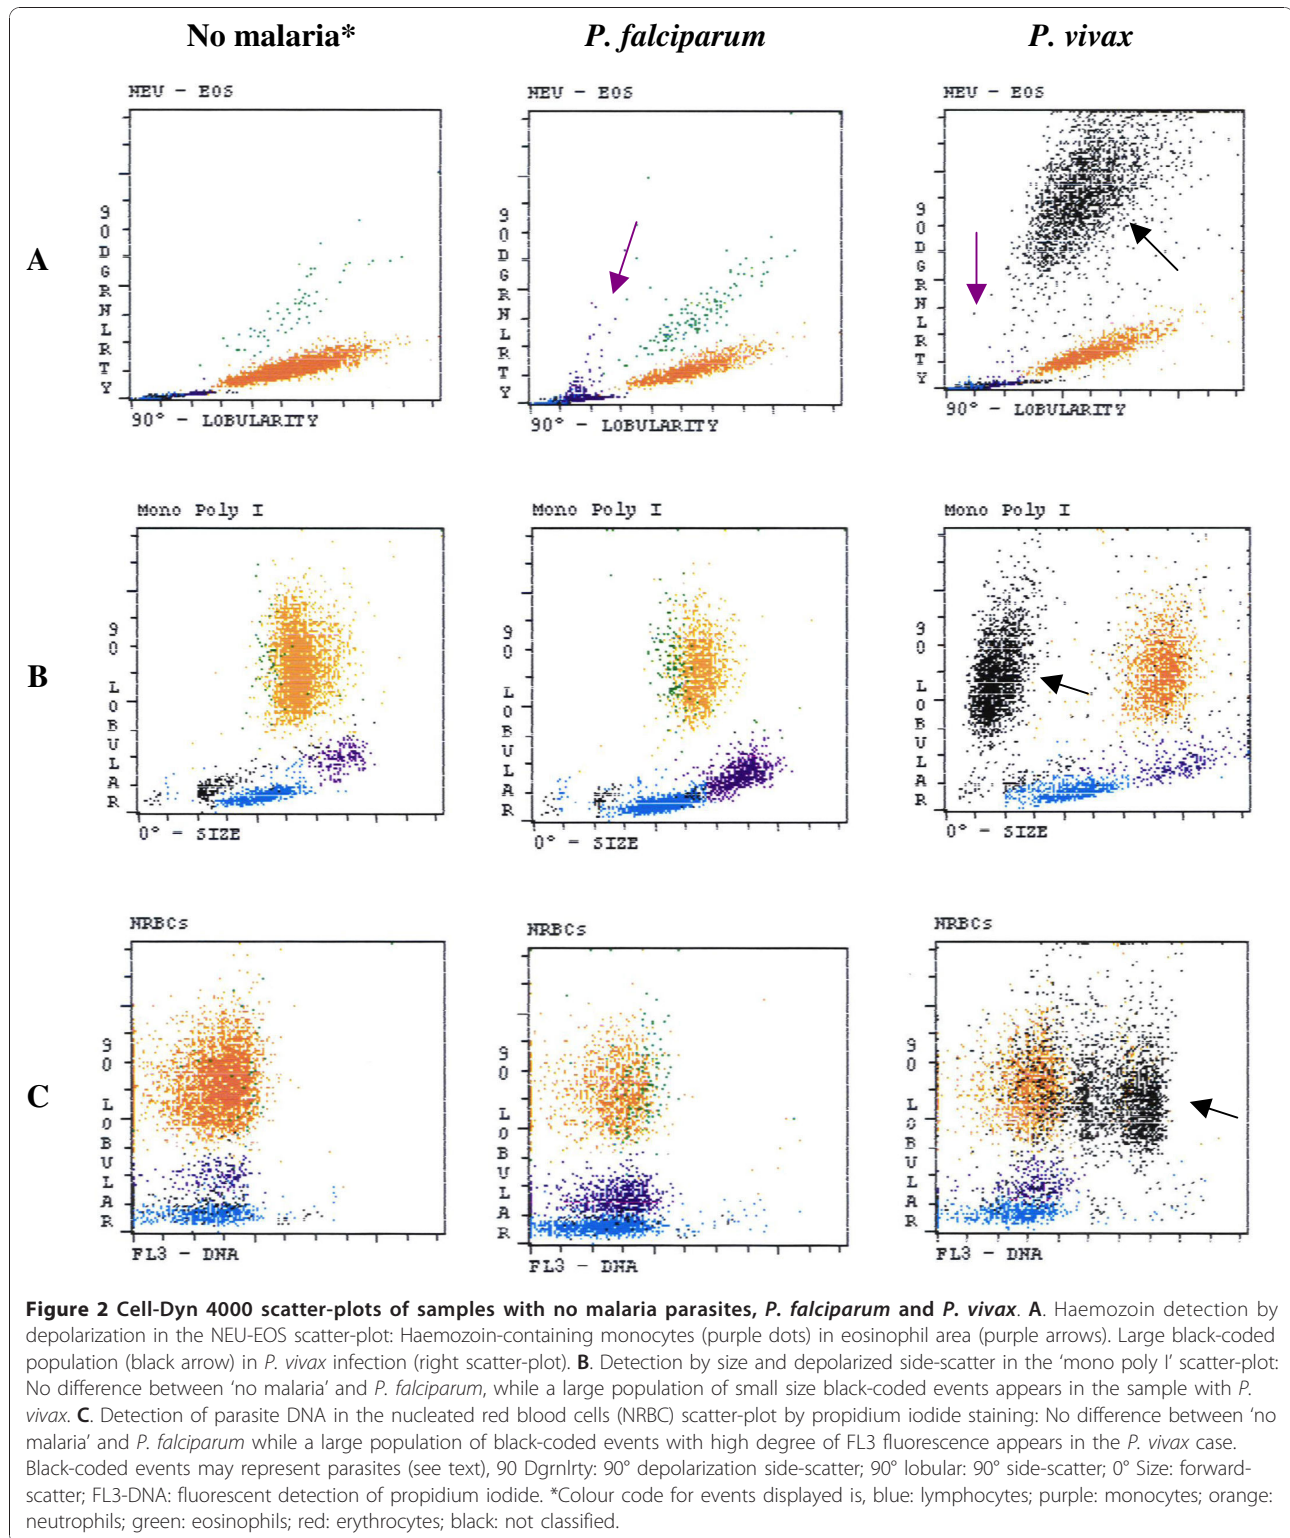 No malaria* P. falciparum P. vivax
A
NEU - EOS
90DGRNLRTY
90° - LOBULARITY
NEU - EOS
90DGRNLRTY
90° - LOBULARITY
NEU - EOS
90DGRNLRTY
90° - LOBULARITY
B
Mono Poly I
90 LOBULAR
0° - SIZE
Mono Poly I
90 LOBULAR
0° - SIZE
Mono Poly I
90 LOBULAR
0° - SIZE
C
NRBCs
90 LOBULAR
FL3 - DNA
NRBCs
90 LOBULAR
FL3 - DNA
NRBCs
90 LOBULAR
FL3 - DNA
Figure 2 Cell-Dyn 4000 scatter-plots of samples with no malaria parasites, P. falciparum and P. vivax. A. Haemozoin detection by
depolarization in the NEU-EOS scatter-plot: Haemozoin-containing monocytes (purple dots) in eosinophil area (purple arrows). Large black-coded
population (black arrow) in P. vivax infection (right scatter-plot). B. Detection by size and depolarized side-scatter in the ‘mono poly I’ scatter-plot:
No difference between ‘no malaria’ and P. falciparum, while a large population of small size black-coded events appears in the sample with P.
vivax. C. Detection of parasite DNA in the nucleated red blood cells (NRBC) scatter-plot by propidium iodide staining: No difference between ‘no
malaria’ and P. falciparum while a large population of black-coded events with high degree of FL3 fluorescence appears in the P. vivax case.
Black-coded events may represent parasites (see text), 90 Dgrnlrty: 90° depolarization side-scatter; 90° lobular: 90° side-scatter; 0° Size: forward-
scatter; FL3-DNA: fluorescent detection of propidium iodide. *Colour code for events displayed is, blue: lymphocytes; purple: monocytes; orange:
neutrophils; green: eosinophils; red: erythrocytes; black: not classified.